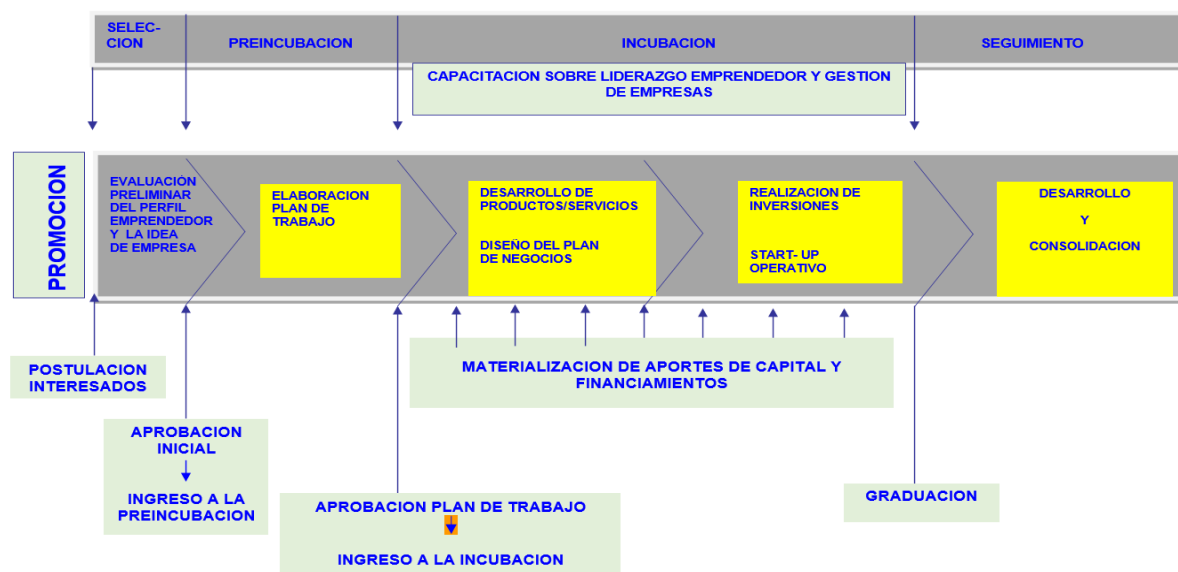 SELEC-
CION
PREINCUBACION
INCUBACION
SEGUIMIENTO
CAPACITACION SOBRE LIDERAZGO EMPRENDEDOR Y GESTION
DE EMPRESAS
PROMOCION
EVALUACIÓN
PRELIMINAR
DEL PERFIL
EMPRENDEDOR
Y LA IDEA
DE EMPRESA
ELABORACION
PLAN DE
TRABAJO
DESARROLLO DE
PRODUCTOS/SERVICIOS
DISEÑO DEL PLAN
DE NEGOCIOS
REALIZACION DE
INVERSIONES
START- UP
OPERATIVO
DESARROLLO
Y
CONSOLIDACION
POSTULACION
INTERESADOS
MATERIALIZACION DE APORTES DE CAPITAL Y
FINANCIAMIENTOS
APROBACION
INICIAL
INGRESO A LA
PREINCUBACION
APROBACION PLAN DE TRABAJO
INGRESO A LA INCUBACION
GRADUACION